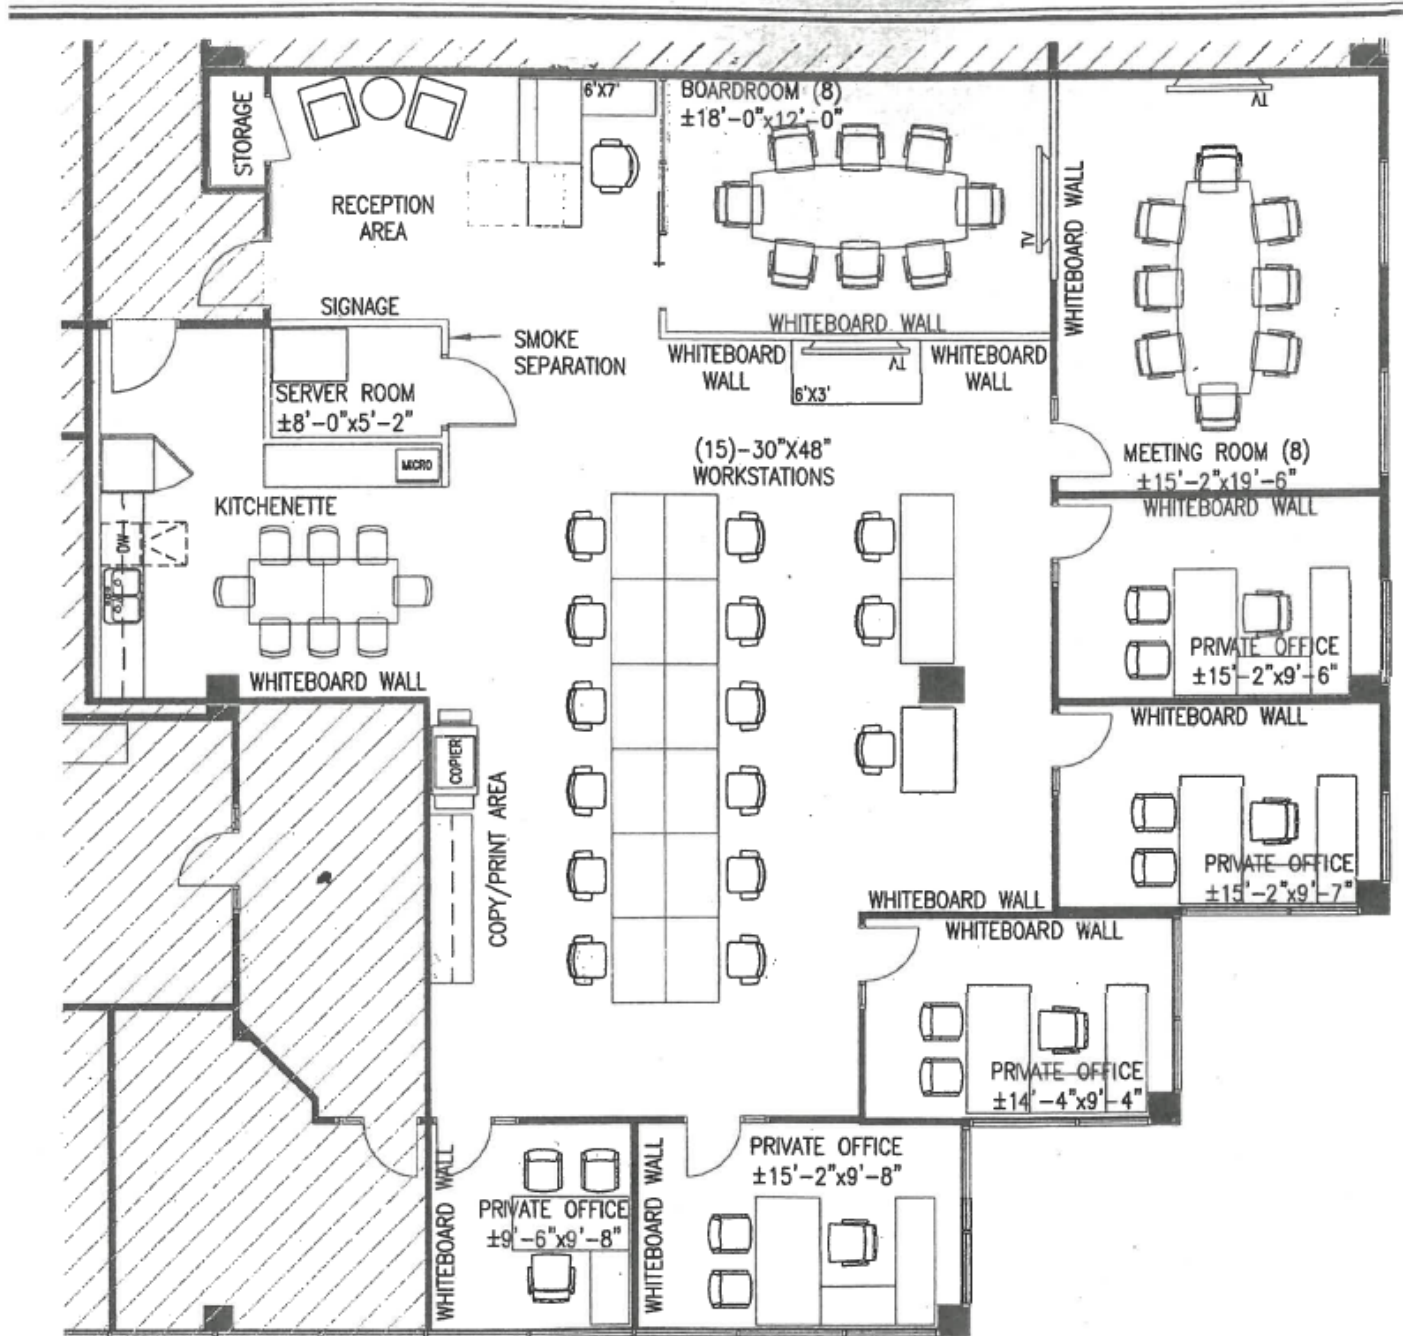 STORAGE
RECEPTION
AREA
6'X7'
BOARDROOM (8)
±18'-0"x12'-0"
TV
TV
WHITEBOARD WALL
SIGNAGE
SMOKE
SEPARATION
WHITEBOARD WALL
WHITEBOARD
WALL
TV
6'X3'
WHITEBOARD
WALL
SERVER ROOM
±8'-0"x5'-2"
MICRO
(15)-30"X48"
WORKSTATIONS
MEETING ROOM (8)
±15'-2"x19'-6"
WHITEBOARD WALL
KITCHENETTE
DW
WHITEBOARD WALL
PRIVATE OFFICE
±15'-2"x9'-6"
WHITEBOARD WALL
COPIER
COPY/PRINT AREA
PRIVATE OFFICE
±15'-2"x9'-7"
WHITEBOARD WALL
WHITEBOARD WALL
PRIVATE OFFICE
±14'-4"x9'-4"
WHITEBOARD WALL
PRIVATE OFFICE
±9'-6"x9'-8"
WHITEBOARD WALL
PRIVATE OFFICE
±15'-2"x9'-8"